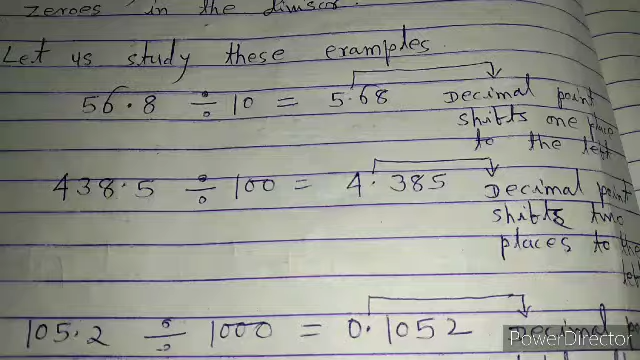 zeroes in the divisor.
Let us study these examples.
56.8 ÷ 10 = 5.68 Decimal point
shifts one place
to the left
438.5 ÷ 100 = 4.385 Decimal point
shifts two
places to the
left
105.2 ÷ 1000 = 0.1052 Decimal
PowerDirector